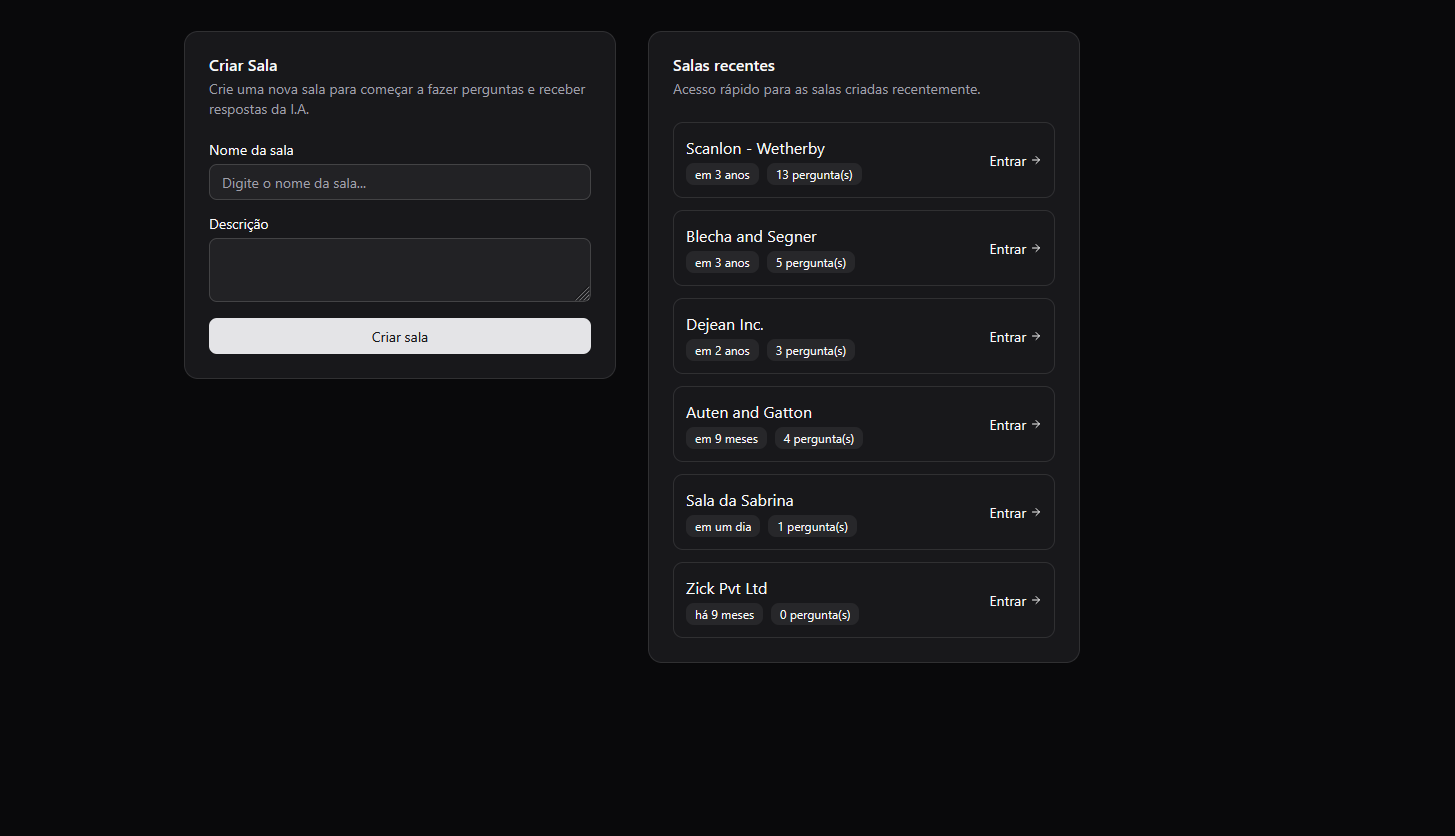 Criar Sala
Crie uma nova sala para começar a fazer perguntas e receber
respostas da I.A.
Nome da sala
Digite o nome da sala...
Descrição
Criar sala
Salas recentes
Acesso rápido para as salas criadas recentemente.
Scanlon - Wetherby
em 3 anos 13 pergunta(s)
Entrar →
Blecha and Segner
em 3 anos 5 pergunta(s)
Entrar →
Dejean Inc.
em 2 anos 3 pergunta(s)
Entrar →
Auten and Gatton
em 9 meses 4 pergunta(s)
Entrar →
Sala da Sabrina
em um dia 1 pergunta(s)
Entrar →
Zick Pvt Ltd
há 9 meses 0 pergunta(s)
Entrar →